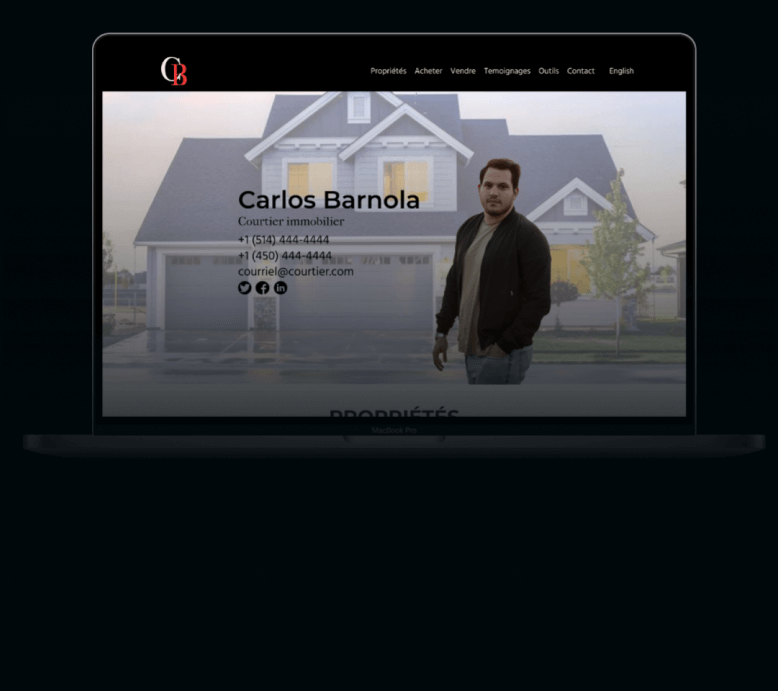 CB
Propriétés Acheter Vendre Temoignages Outils Contact English
Carlos Barnola
Courtier immobilier
+1 (514) 444-4444
+1 (450) 444-4444
courriel@courtier.com
PROPRIÉTÉS
MacBook Pro